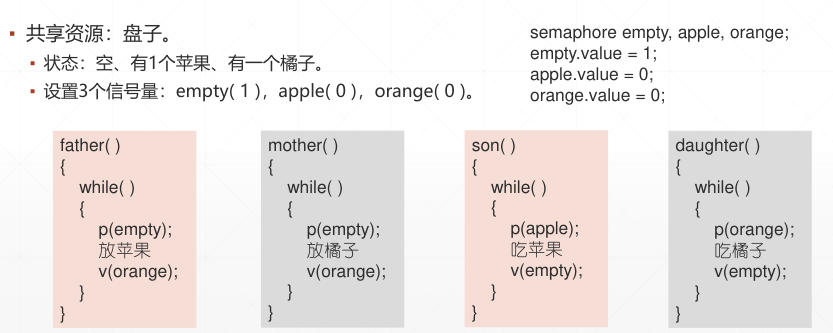 ▪ 共享资源：盘子。
▪ 状态：空、有1个苹果、有一个橘子。
▪ 设置3个信号量：empty( 1 )，apple( 0 )，orange( 0 )。
semaphore empty, apple, orange;
empty.value = 1;
apple.value = 0;
orange.value = 0;
father( )
{
while( )
{
p(empty);
放苹果
v(orange);
}
}
mother( )
{
while( )
{
p(empty);
放橘子
v(orange);
}
}
son( )
{
while( )
{
p(apple);
吃苹果
v(empty);
}
}
daughter( )
{
while( )
{
p(orange);
吃橘子
v(empty);
}
}